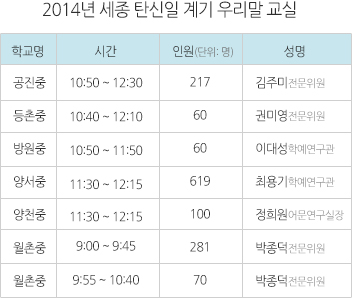 2014년 세종 탄신일 계기 우리말 교실
학교명 시간 인원(단위: 명) 성명
공진중 10:50 ~ 12:30 217 김주미전문위원
등촌중 10:40 ~ 12:10 60 권미영전문위원
방원중 10:50 ~ 11:50 60 이대성학예연구관
양서중 11:30 ~ 12:15 619 최용기학예연구관
양천중 11:30 ~ 12:15 100 정희원어문연구실장
월촌중 9:00 ~ 9:45 281 박종덕전문위원
월촌중 9:55 ~ 10:40 70 박종덕전문위원